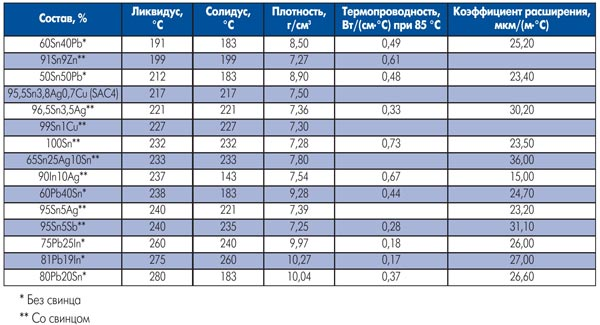 Состав, % Ликвидус, °С Солидус, °С Плотность, г/см³ Термопроводность, Вт/(см·°С) при 85 °С Коэффициент расширения, мкм/(м·°С)
60Sn40Pb* 191 183 8,50 0,49 25,20
91Sn9Zn** 199 199 7,27 0,61
50Sn50Pb* 212 183 8,90 0,48 23,40
95,5Sn3,8Ag0,7Cu (SAC4) 217 217 7,50
96,5Sn3,5Ag** 221 221 7,36 0,33 30,20
99Sn1Cu** 227 227 7,30
100Sn** 232 232 7,28 0,73 23,50
65Sn25Ag10Sn** 233 233 7,80 36,00
90In10Ag** 237 143 7,54 0,67 15,00
60Pb40Sn* 238 183 9,28 0,44 24,70
95Sn5Ag** 240 221 7,39 23,20
95Sn5Sb** 240 235 7,25 0,28 31,10
75Pb25In* 260 240 9,97 0,18 26,00
81Pb19In* 275 260 10,27 0,17 27,00
80Pb20Sn* 280 183 10,04 0,37 26,60
* Без свинца
** Со свинцом